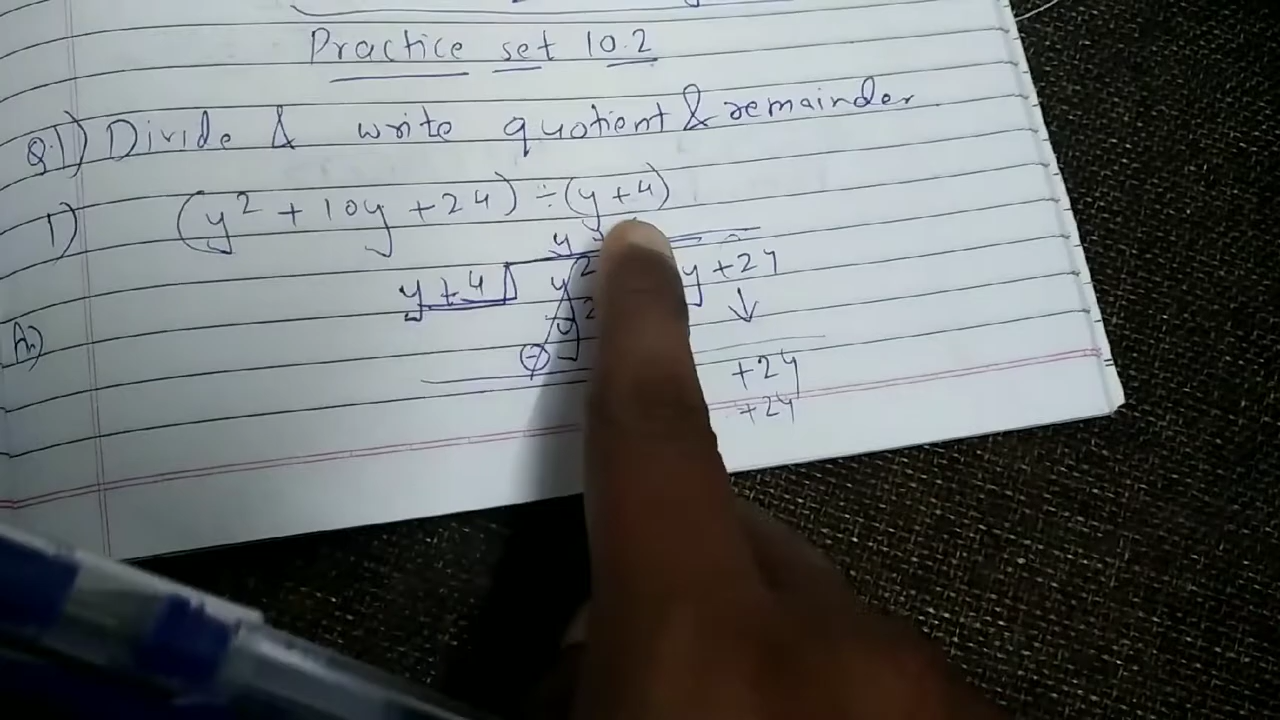 Practice set 10.2
Q.1) Divide & write quotient & remainder
1) (y² + 10y + 24) ÷ (y + 4)
y
A) y + 4 y² y + 24
y²
+24
+24